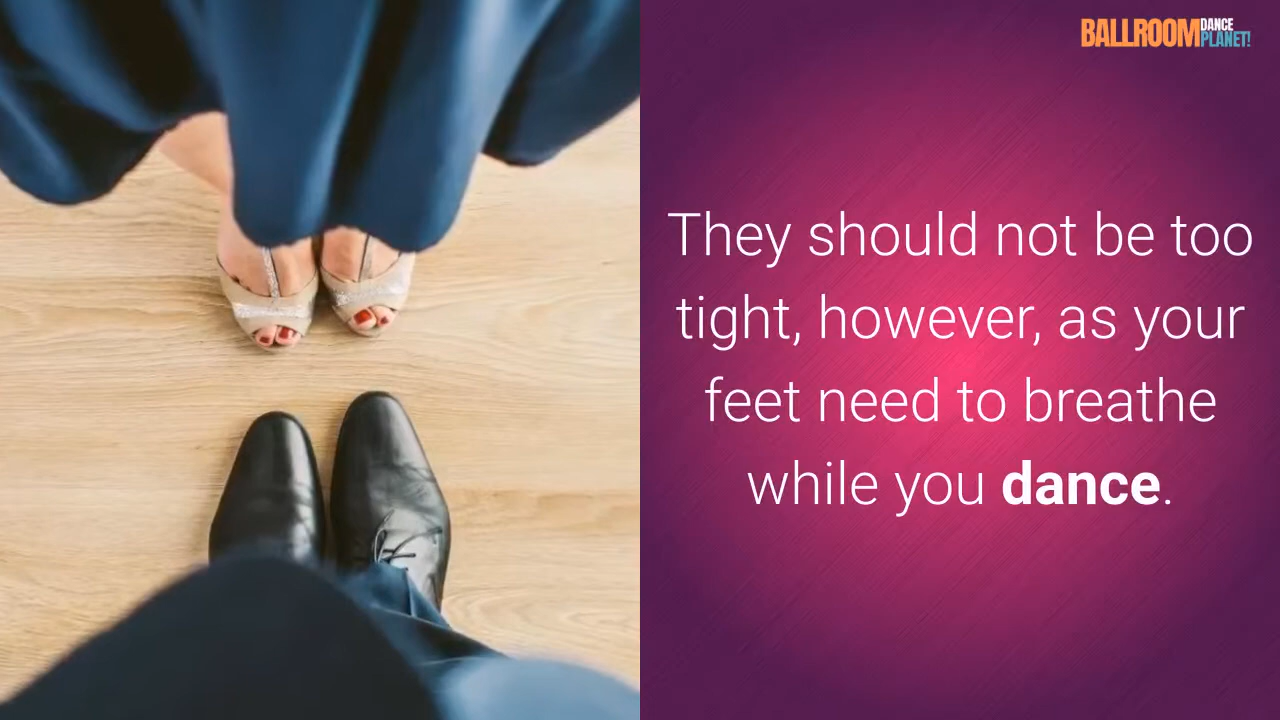 BALLROOM DANCE PLANET!
They should not be too
tight, however, as your
feet need to breathe
while you dance.